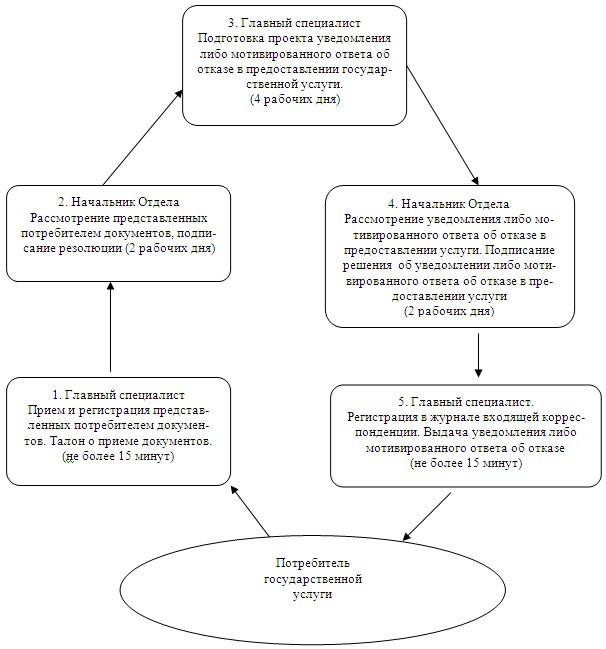 3. Главный специалист
Подготовка проекта уведомления
либо мотивированного ответа об
отказе в предоставлении государ-
ственной услуги.
(4 рабочих дня)
2. Начальник Отдела
Рассмотрение представленных
потребителем документов, подпи-
сание резолюции (2 рабочих дня)
4. Начальник Отдела
Рассмотрение уведомления либо мо-
тивированного ответа об отказе в
предоставлении услуги. Подписание
решения об уведомлении либо моти-
вированного ответа об отказе в пре-
доставлении услуги
(2 рабочих дня)
1. Главный специалист
Прием и регистрация представ-
ленных потребителем докумен-
тов. Талон о приеме документов.
(не более 15 минут)
5. Главный специалист.
Регистрация в журнале входящей коррес-
понденции. Выдача уведомления либо
мотивированного ответа об отказе
(не более 15 минут)
Потребитель
государственной
услуги